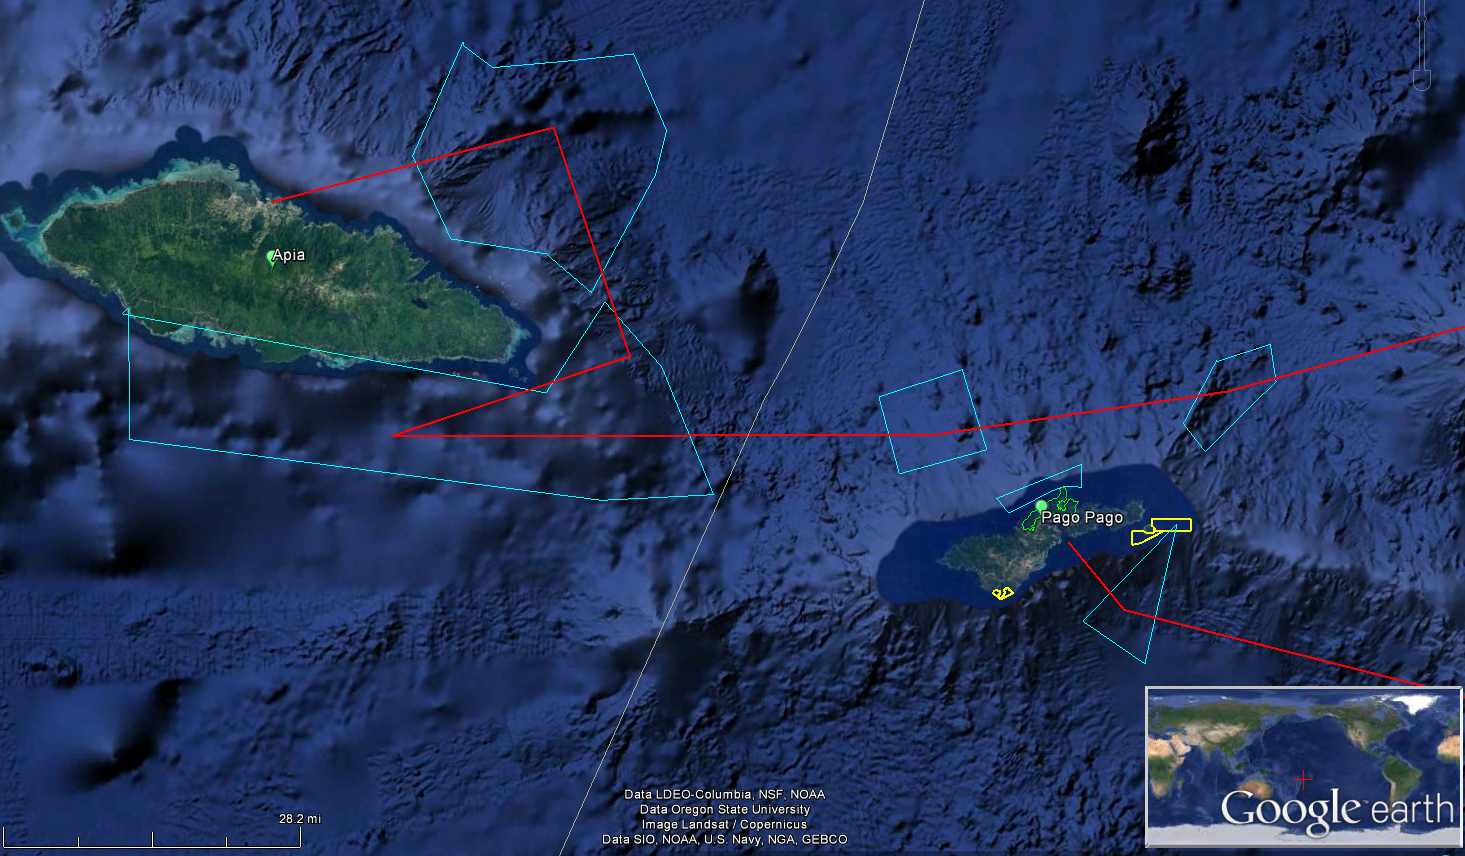 Apia
Pago Pago
28.2 mi
Data LDEO-Columbia, NSF, NOAA
Data Oregon State University
Image Landsat / Copernicus
Data SIO, NOAA, U.S. Navy, NGA, GEBCO
Google earth